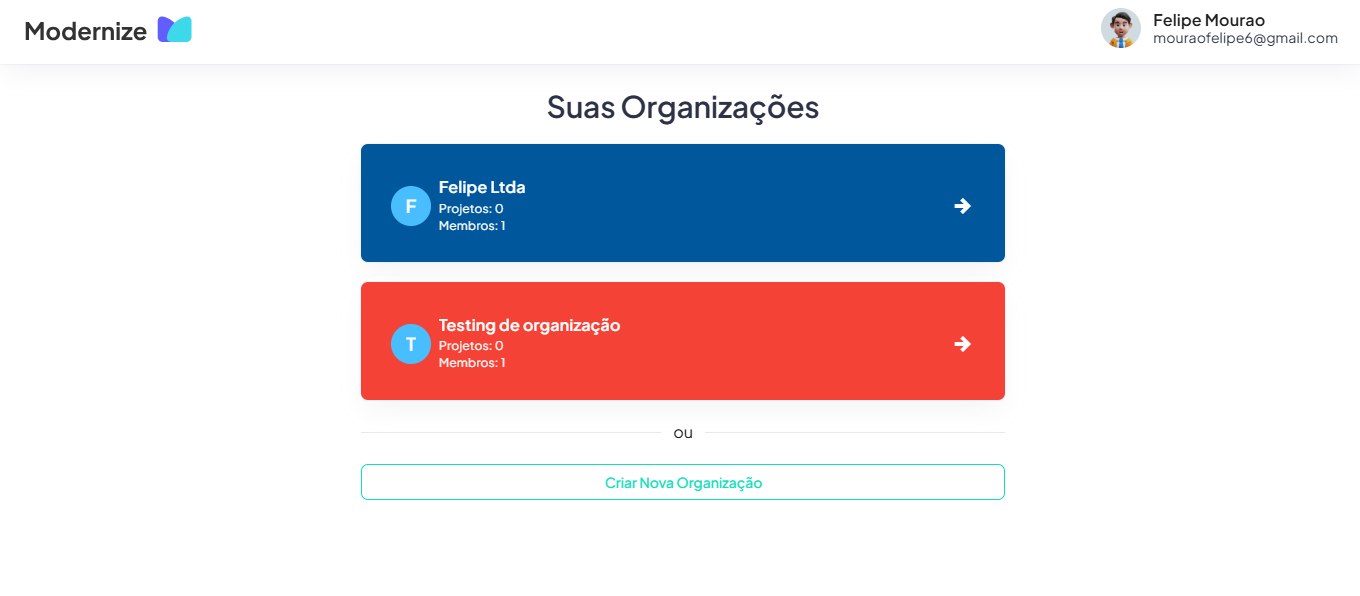 Modernize
Felipe Mourao
mouraofelipe6@gmail.com
Suas Organizações
F
Felipe Ltda
Projetos: 0
Membros: 1
T
Testing de organização
Projetos: 0
Membros: 1
ou
Criar Nova Organização